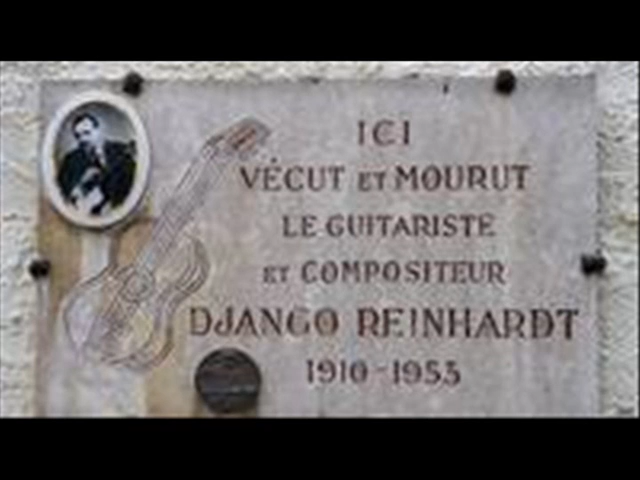 ICI
VÉCUT ET MOURUT
LE GUITARISTE
ET COMPOSITEUR
DJANGO REINHARDT
1910-1953